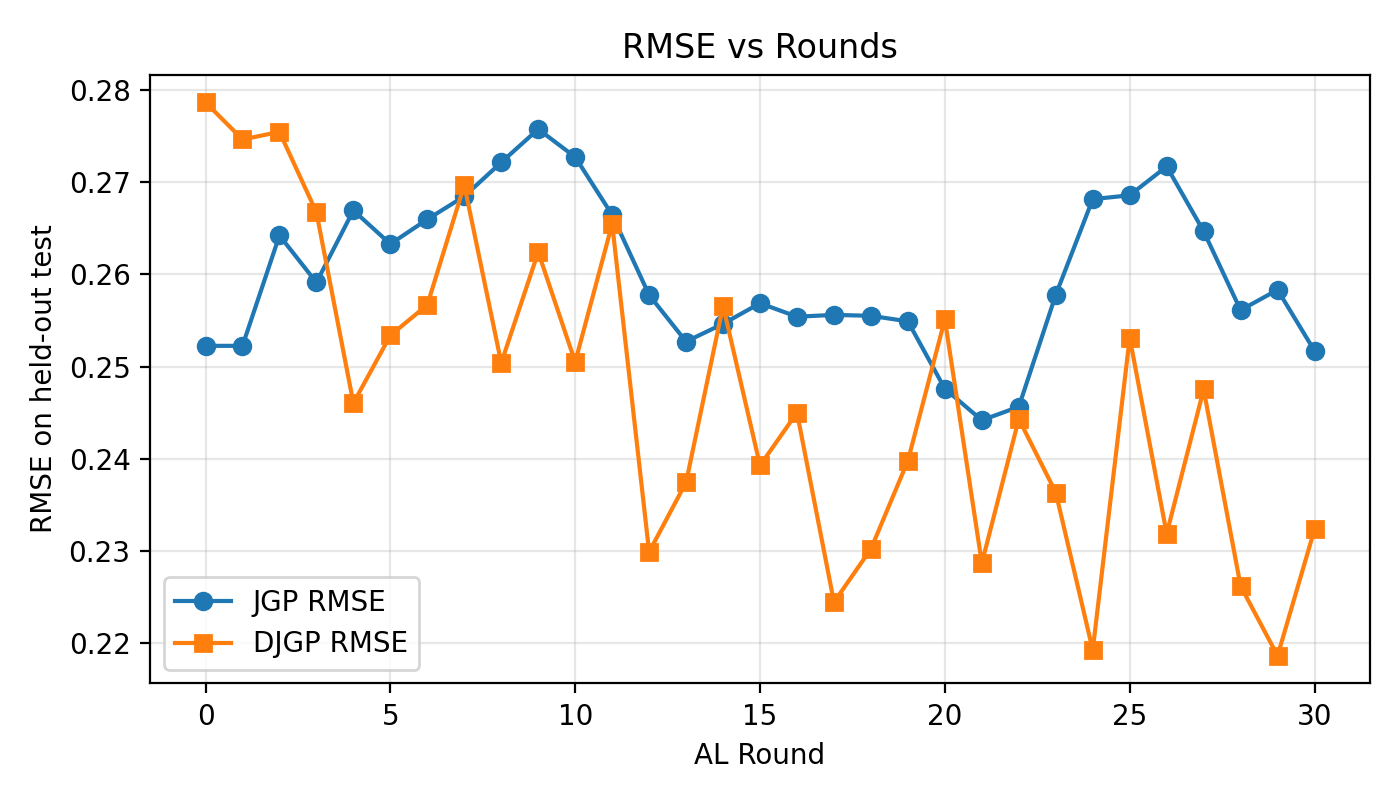 RMSE vs Rounds
RMSE on held-out test
0.28
0.27
0.26
0.25
0.24
0.23
0.22
JGP RMSE
DJGP RMSE
0 5 10 15 20 25 30
AL Round